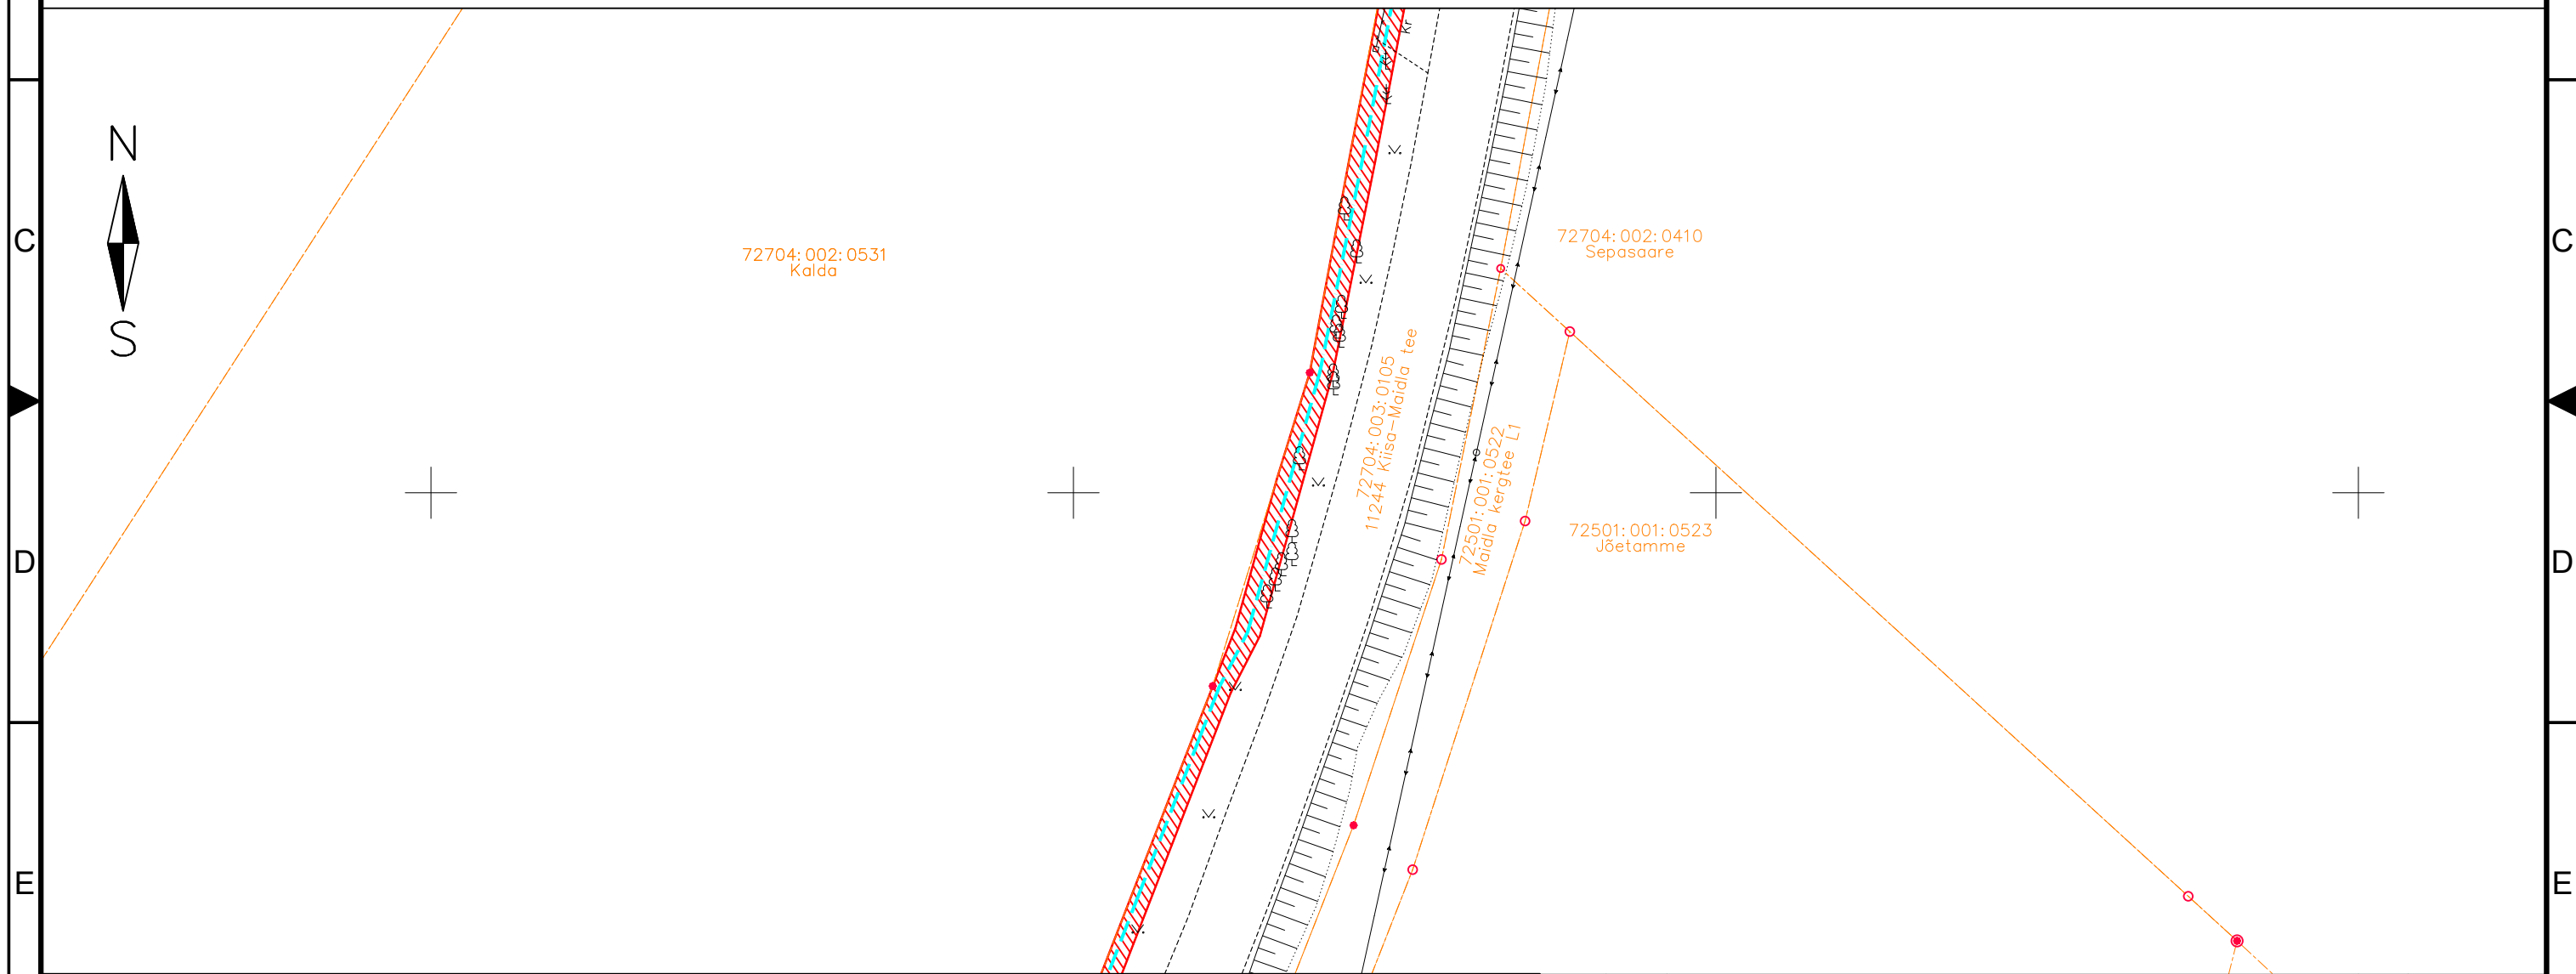 N
S
C
C
72704:002:0410
Sepasaare
72704:002:0531
Kalda
Kr
72704:003:0105
11244 Kiisa-Maidla tee
72501:001:0522
Maidla kergtee L1
72501:001:0523
Jõetamme
D
D
E
E